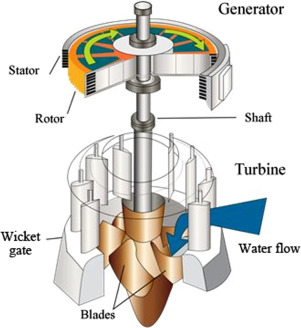 Generator
Stator
Rotor
Shaft
Turbine
Wicket
gate
Water flow
Blades